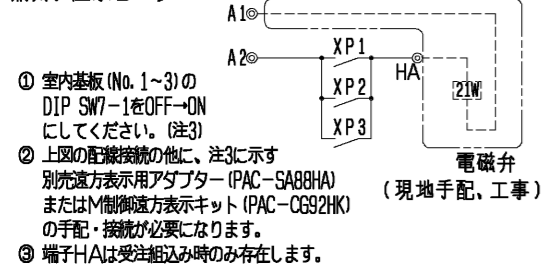 A1
A2
XP1
XP2
XP3
HA
21W
電磁弁
(現地手配、工事)
① 室内基板(No. 1~3)の
DIP SW7-1をOFF→ON
にしてください。(注3)
② 上図の配線接続の他に、注3に示す
別売遠方表示用アダプター(PAC-SA88HA)
またはM制御遠方表示キット(PAC-CG92HK)
の手配・接続が必要になります。
③ 端子HAは受注組込み時のみ存在します。